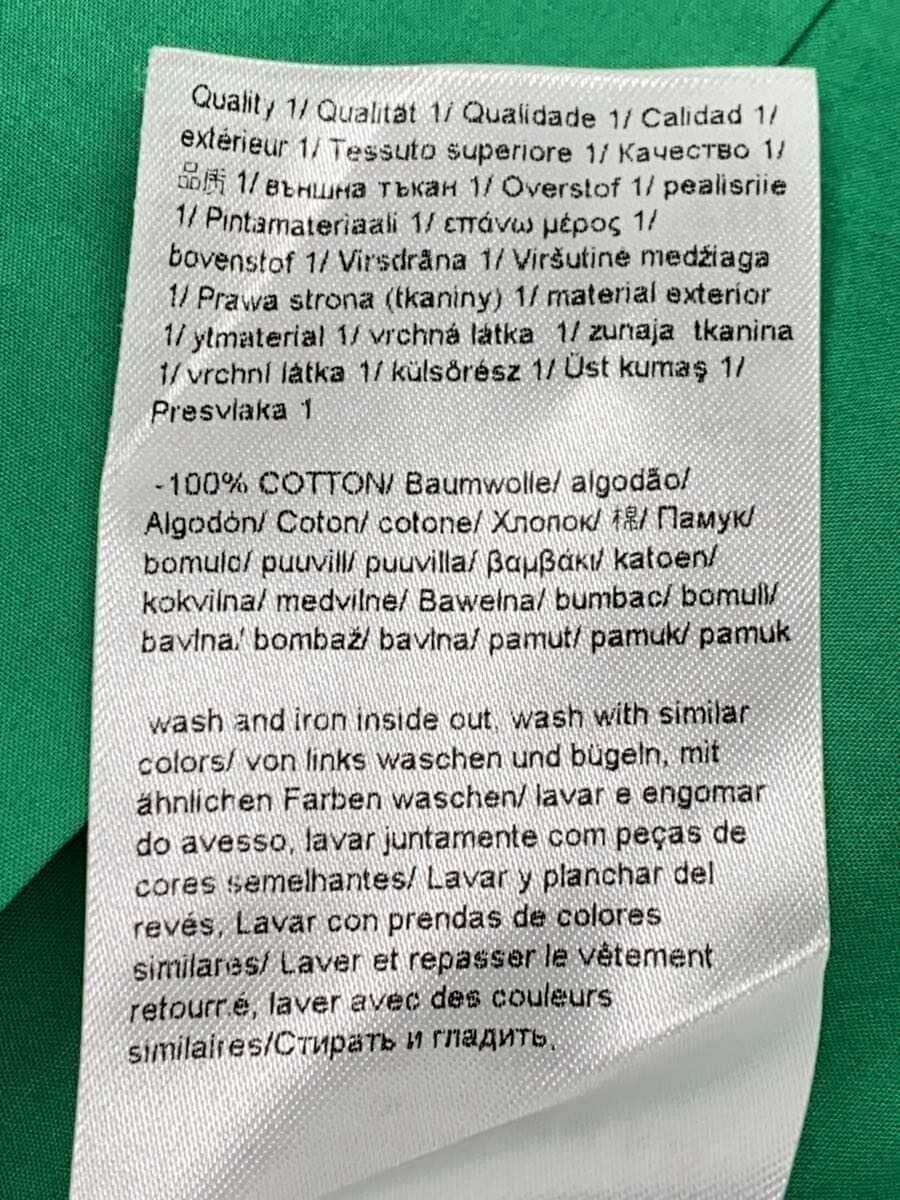 Quality 1/ Qualität 1/ Qualidade 1/ Calidad 1/
extérieur 1/ Tessuto superiore 1/ Качество 1/
品质 1/ външна тъкан 1/ Overstof 1/ pealisriie
1/ Pintamateriaali 1/ επάνω μέρος 1/
bovenstof 1/ Virsdrāna 1/ Viršutinė medžiaga
1/ Prawa strona (tkaniny) 1/ material exterior
1/ ytmaterial 1/ vrchná látka 1/ zunaja tkanina
1/ vrchní látka 1/ külsőrész 1/ Üst kumaş 1/
Presvlaka 1
-100% COTTON/ Baumwolle/ algodão/
Algodón/ Coton/ cotone/ Хлопок/ 棉/ Памук/
bomuld/ puuvill/ puuvilla/ βαμβάκι/ katoen/
kokvilna/ medvilnė/ Bawełna/ bumbac/ bomull/
bavlna/ bombaž/ bavlna/ pamut/ pamuk/ pamuk
wash and iron inside out, wash with similar
colors/ von links waschen und bügeln, mit
ähnlichen Farben waschen/ lavar e engomar
do avesso, lavar juntamente com peças de
cores semelhantes/ Lavar y planchar del
revés, Lavar con prendas de colores
similares/ Laver et repasser le vêtement
retourné, laver avec des couleurs
similaires/Стирать и гладить,